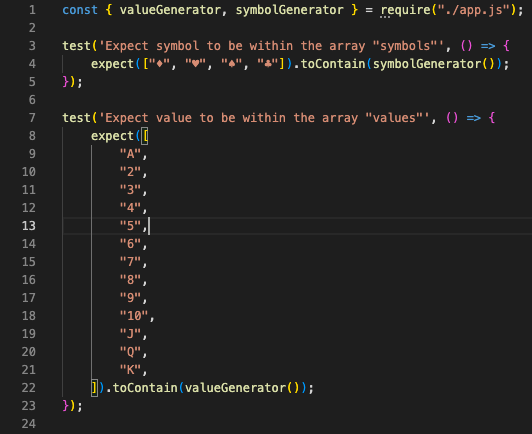 1 const { valueGenerator, symbolGenerator } = require("./app.js");
2
3 test('Expect symbol to be within the array "symbols"', () => {
4     expect(["♦", "♥", "♠", "♣"]).toContain(symbolGenerator());
5 });
6
7 test('Expect value to be within the array "values"', () => {
8     expect([
9         "A",
10         "2",
11         "3",
12         "4",
13         "5",
14         "6",
15         "7",
16         "8",
17         "9",
18         "10",
19         "J",
20         "Q",
21         "K",
22     ]).toContain(valueGenerator());
23 });
24